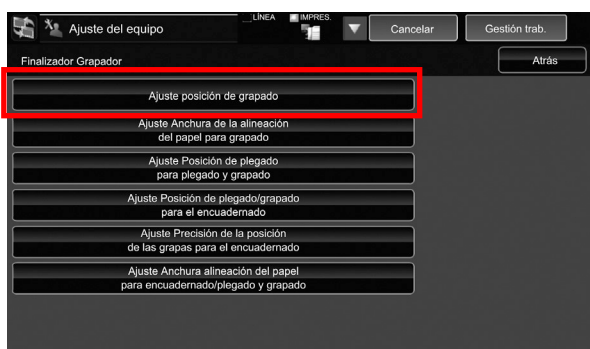 Ajuste del equipo
LÍNEA
IMPRES.
Cancelar
Gestión trab.
Finalizador Grapador
Atrás
Ajuste posición de grapado
Ajuste Anchura de la alineación
del papel para grapado
Ajuste Posición de plegado
para plegado y grapado
Ajuste Posición de plegado/grapado
para el encuadernado
Ajuste Precisión de la posición
de las grapas para el encuadernado
Ajuste Anchura alineación del papel
para encuadernado/plegado y grapado